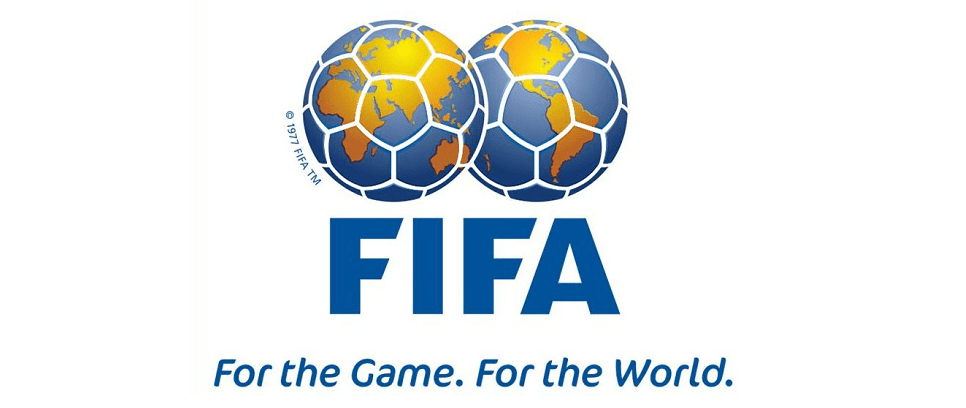 © 1977 FIFA TM
FIFA
For the Game. For the World.